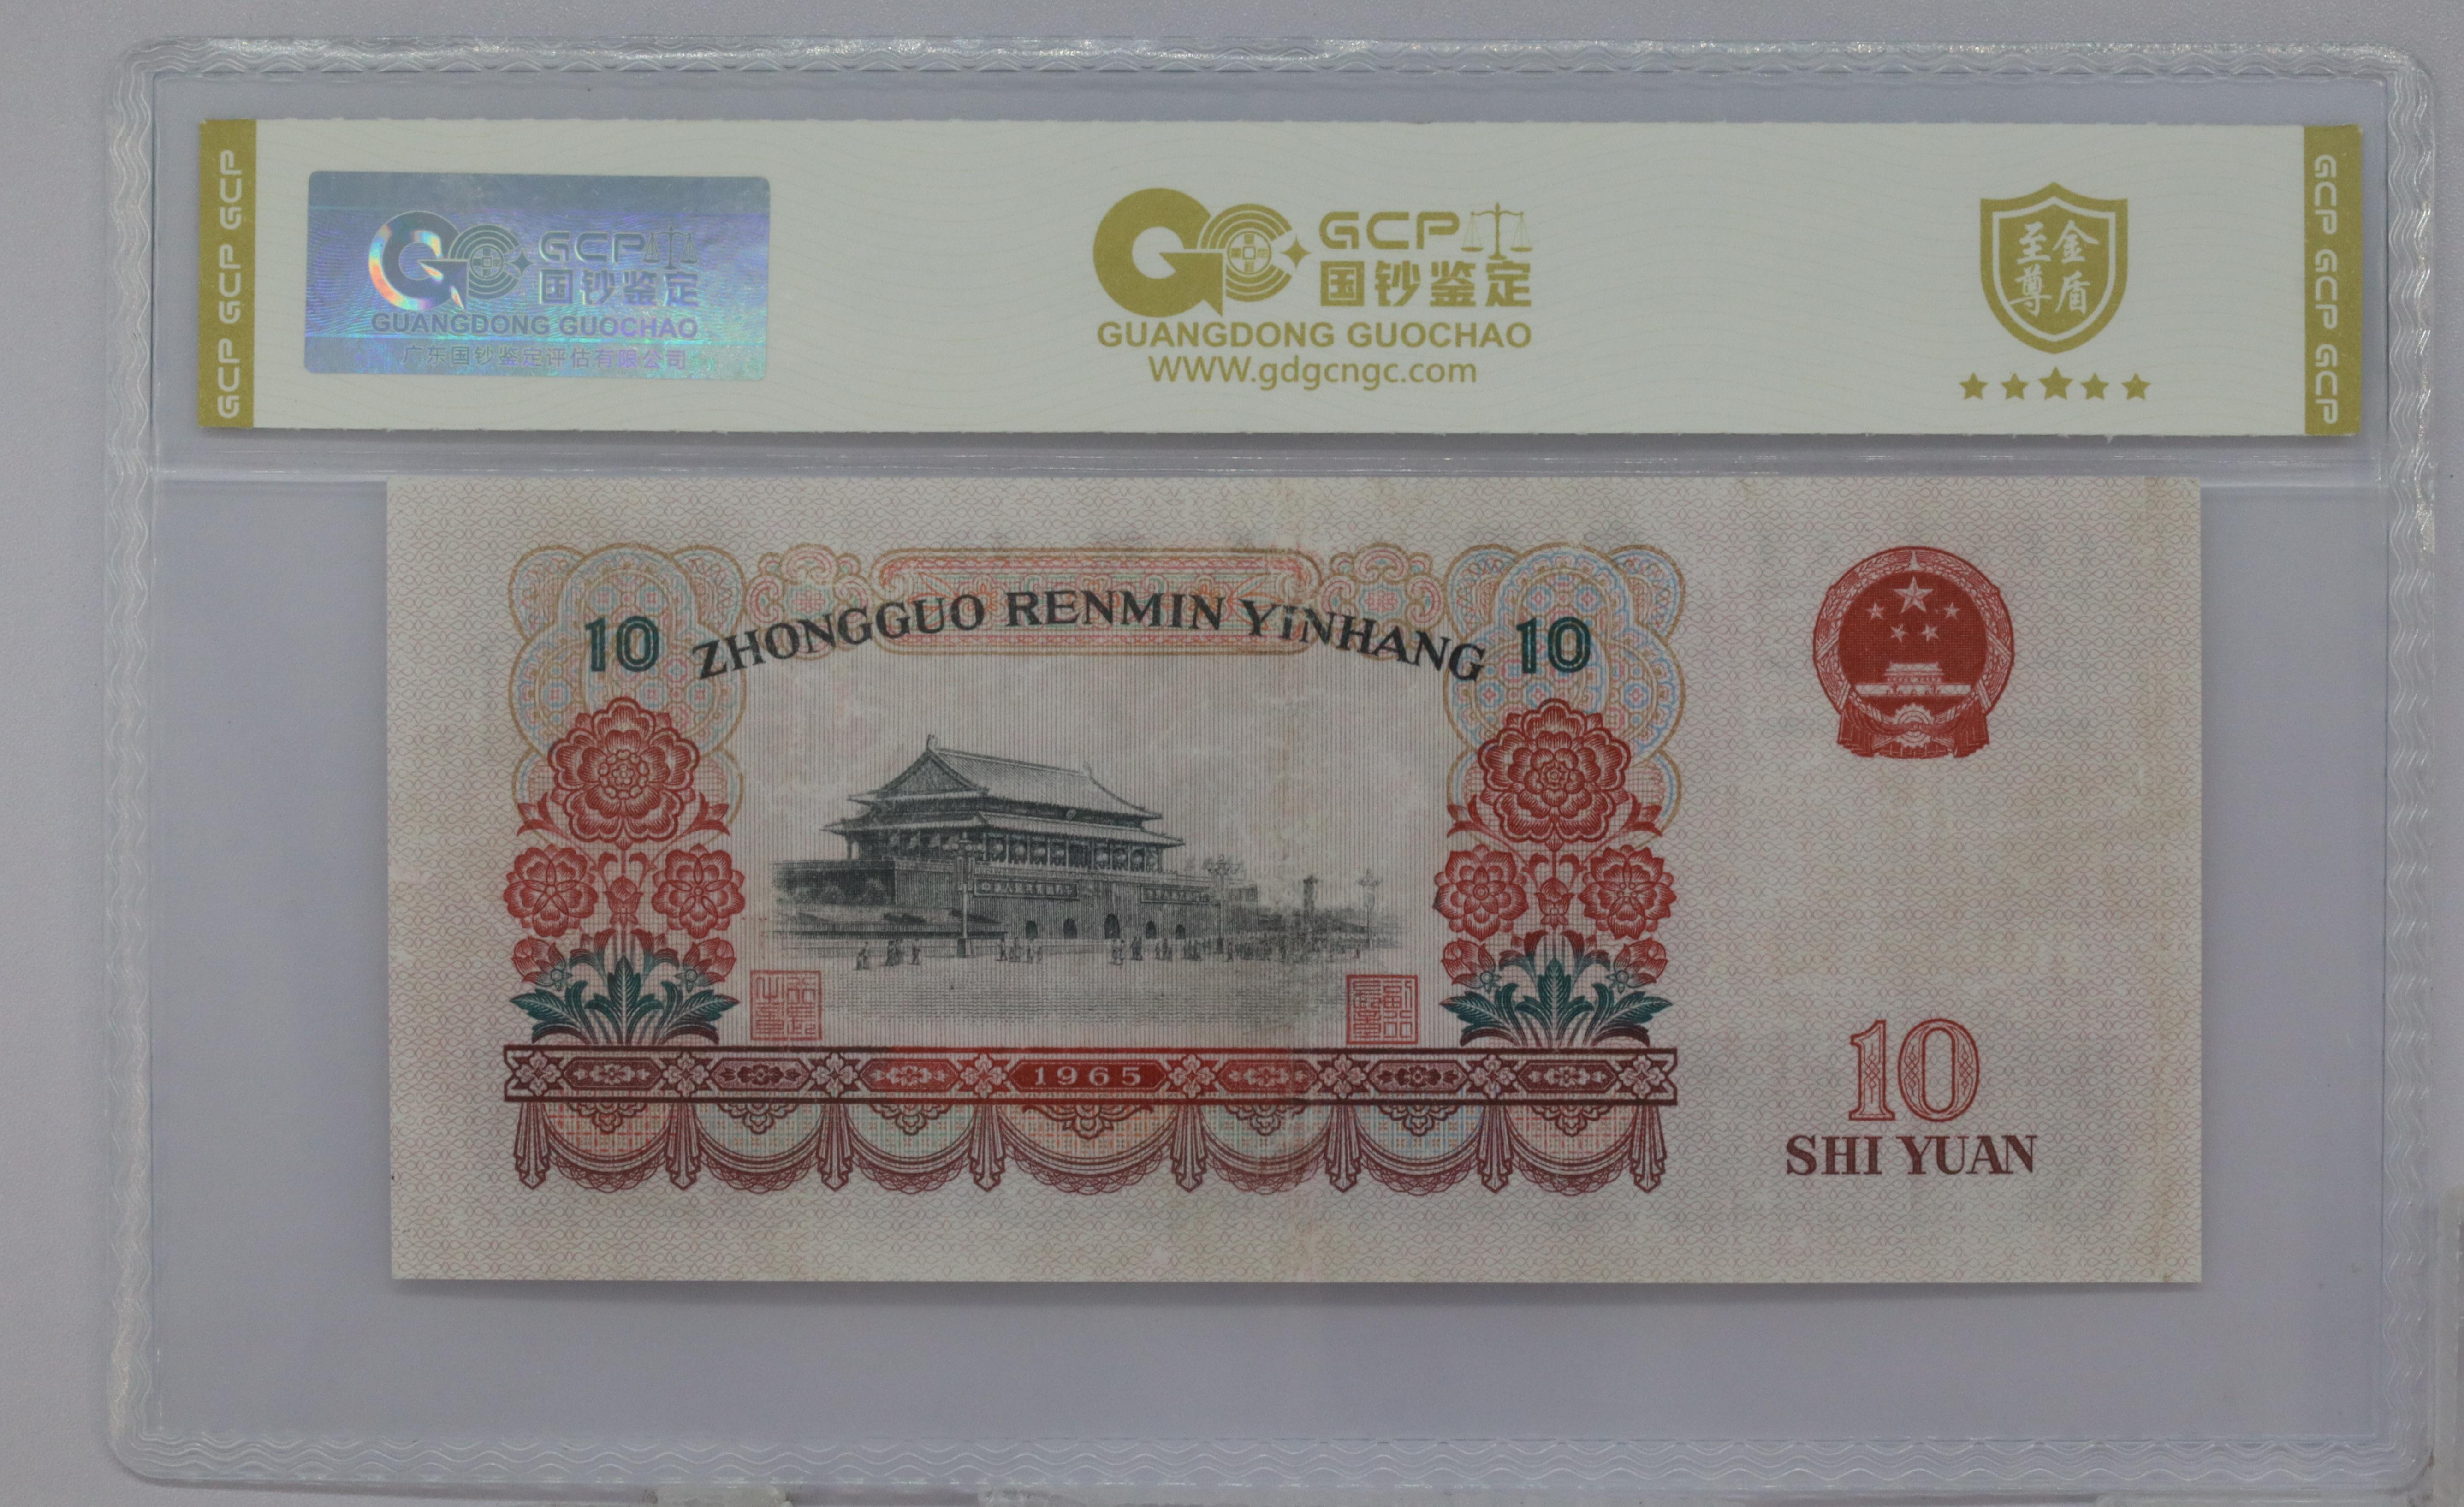 GCP GCP GCP
GCP
国钞鉴定
GUANGDONG GUOCHAO
广东国钞鉴定评估有限公司
GCP
国钞鉴定
GUANGDONG GUOCHAO
WWW.gdgcngc.com
至尊
金盾
GCP GCP GCP
10 ZHONGGUO RENMIN YiNHANG 10
1965
10
SHI YUAN